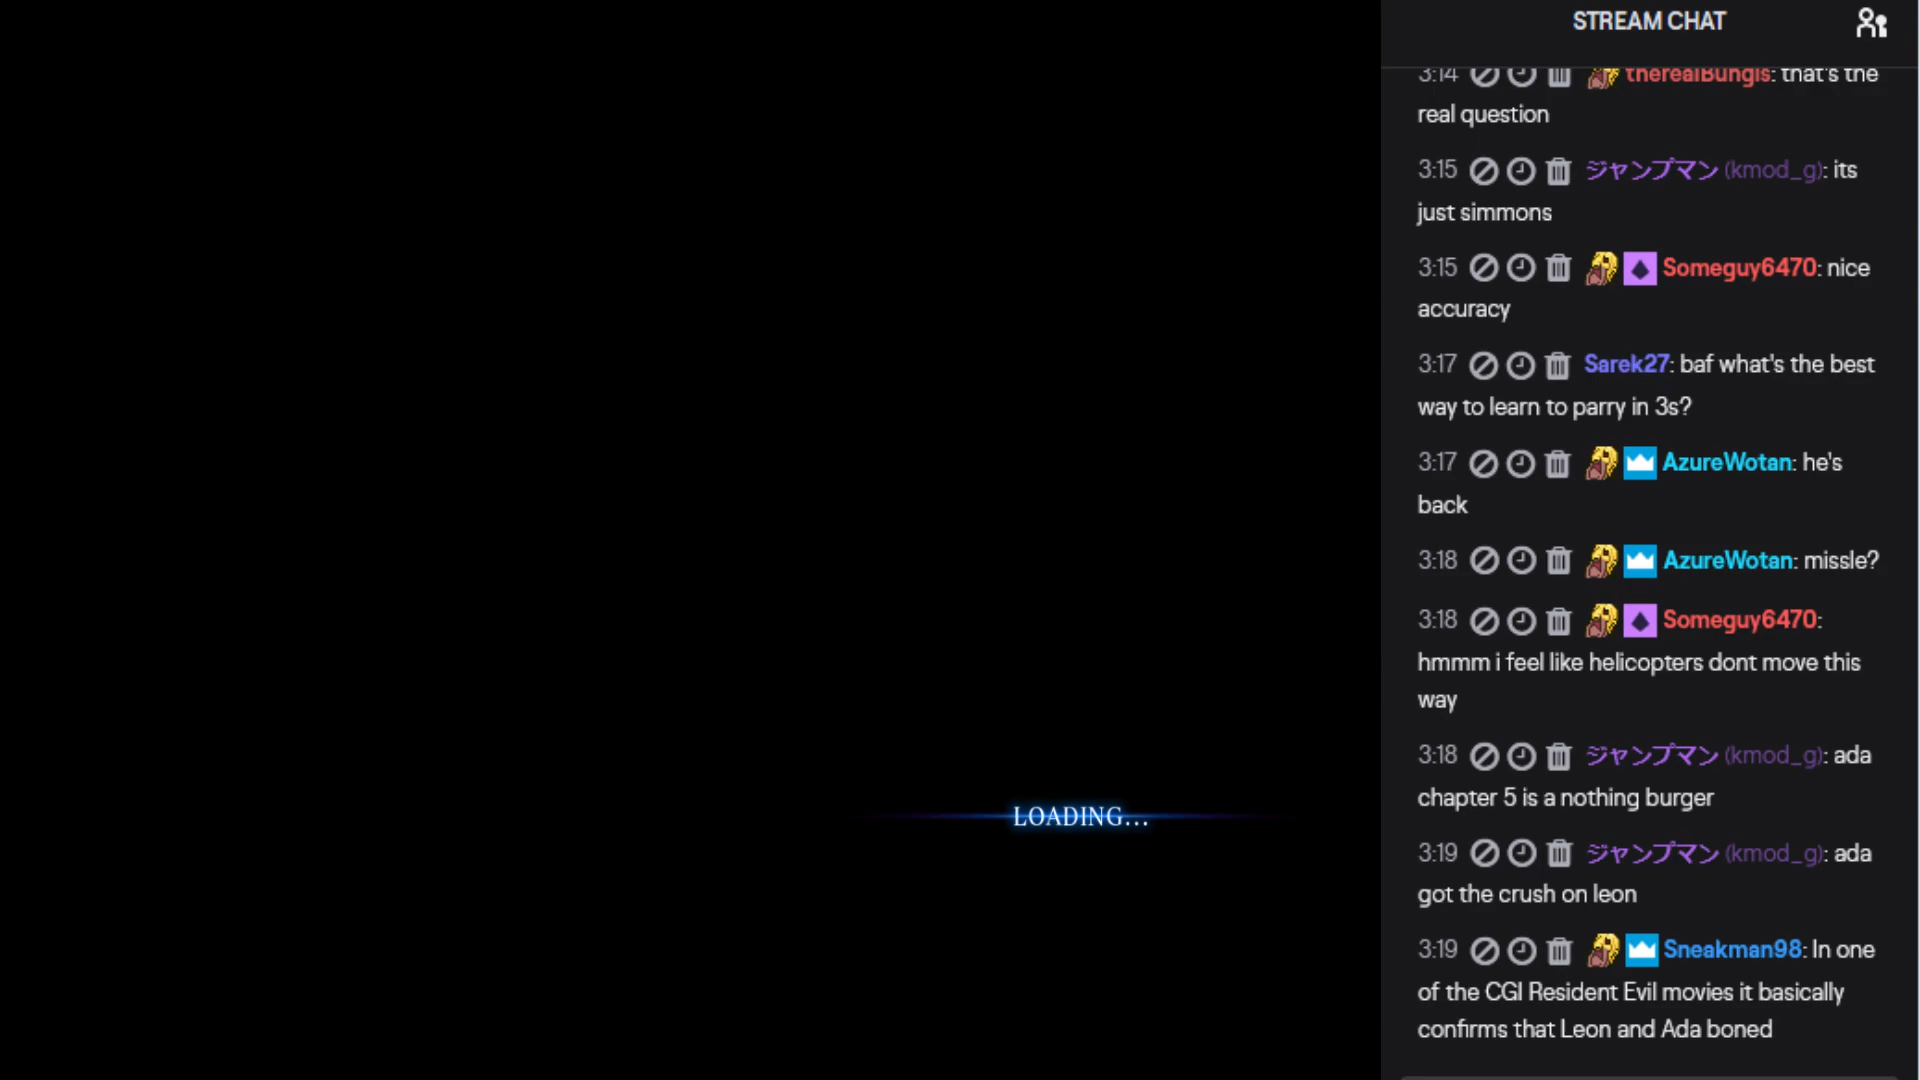 STREAM CHAT
3:14 therealBungis: that's the
real question
3:15 ジャンプマン (kmod_g): its
just simmons
3:15 Someguy6470: nice
accuracy
3:17 Sarek27: baf what's the best
way to learn to parry in 3s?
3:17 AzureWotan: he's
back
3:18 AzureWotan: missle?
3:18 Someguy6470:
hmmm i feel like helicopters dont move this
way
3:18 ジャンプマン (kmod_g): ada
chapter 5 is a nothing burger
LOADING...
3:19 ジャンプマン (kmod_g): ada
got the crush on leon
3:19 Sneakman98: In one
of the CGI Resident Evil movies it basically
confirms that Leon and Ada boned